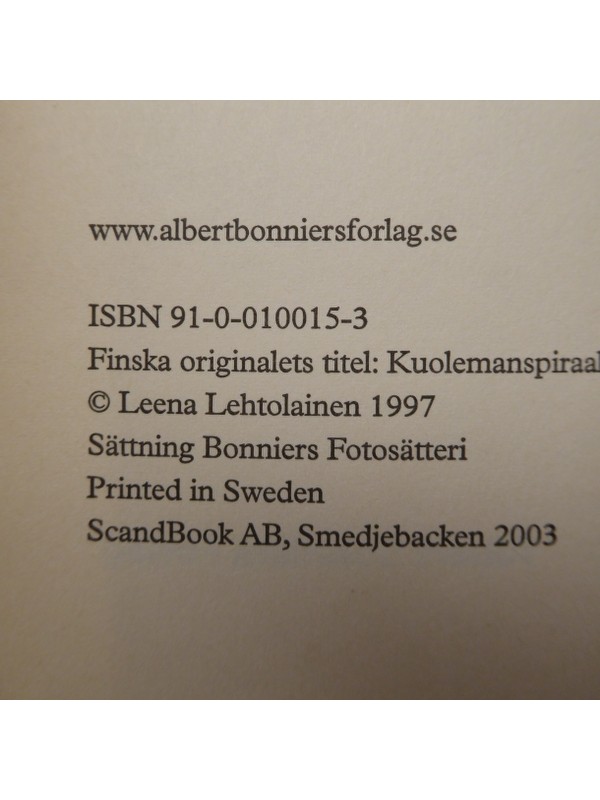 www.albertbonniersforlag.se
ISBN 91-0-010015-3
Finska originalets titel: Kuolemanspiraal
© Leena Lehtolainen 1997
Sättning Bonniers Fotosätteri
Printed in Sweden
ScandBook AB, Smedjebacken 2003